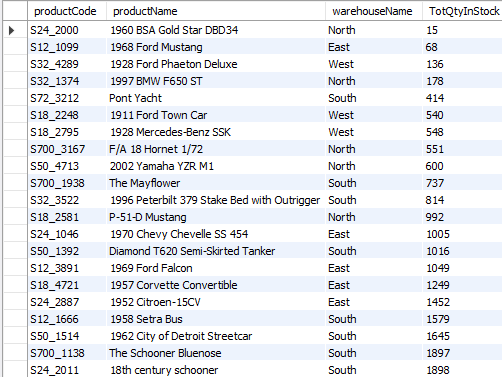 productCode productName warehouseName TotQtyInStock
S24_2000 1960 BSA Gold Star DBD34 North 15
S12_1099 1968 Ford Mustang East 68
S32_4289 1928 Ford Phaeton Deluxe West 136
S32_1374 1997 BMW F650 ST North 178
S72_3212 Pont Yacht South 414
S18_2248 1911 Ford Town Car West 540
S18_2795 1928 Mercedes-Benz SSK West 548
S700_3167 F/A 18 Hornet 1/72 North 551
S50_4713 2002 Yamaha YZR M1 North 600
S700_1938 The Mayflower South 737
S32_3522 1996 Peterbilt 379 Stake Bed with Outrigger South 814
S18_2581 P-51-D Mustang North 992
S24_1046 1970 Chevy Chevelle SS 454 East 1005
S50_1392 Diamond T620 Semi-Skirted Tanker South 1016
S12_3891 1969 Ford Falcon East 1049
S18_4721 1957 Corvette Convertible East 1249
S24_2887 1952 Citroen-15CV East 1452
S12_1666 1958 Setra Bus South 1579
S50_1514 1962 City of Detroit Streetcar South 1645
S700_1138 The Schooner Bluenose South 1897
S24_2011 18th century schooner South 1898